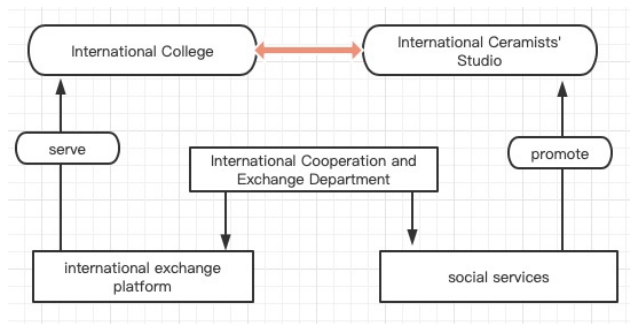 International College
International Ceramists'
Studio
serve
promote
International Cooperation and
Exchange Department
international exchange
platform
social services